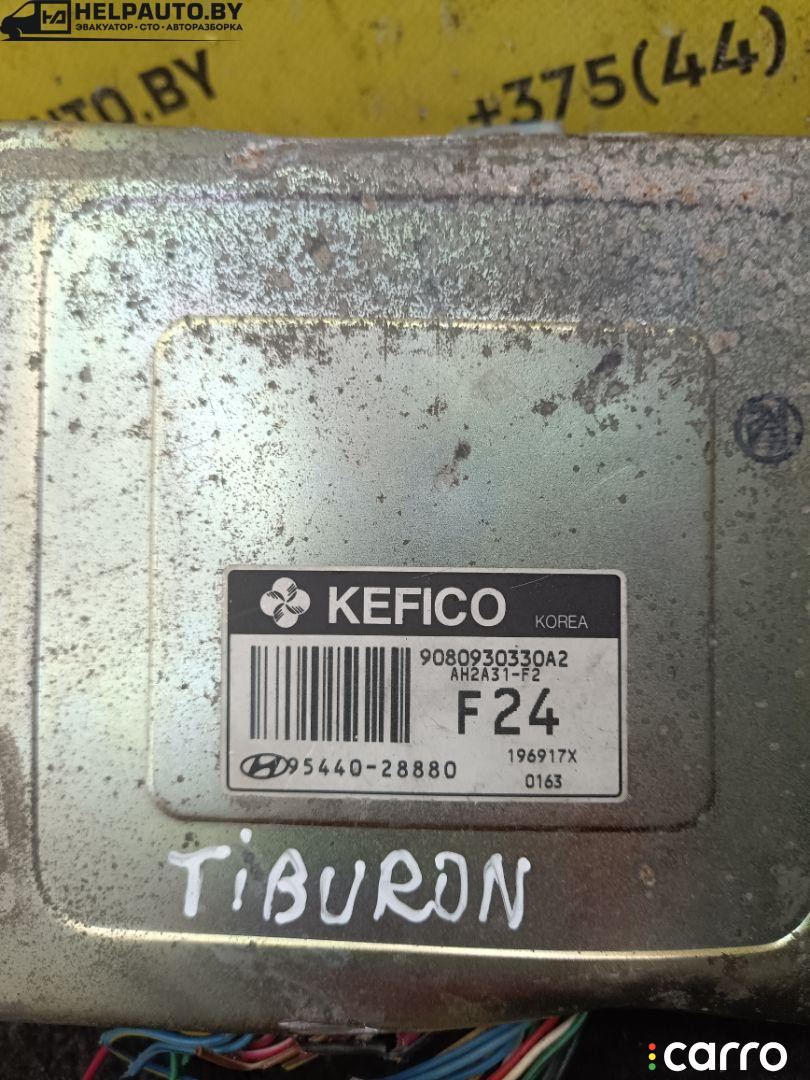 HELPAUTO.BY
ЭВАКУАТОР • СТО • АВТОРАЗБОРКА
UTO.BY
+375(44)
KEFICO KOREA
9080930330A2
AH2A31-F2
F24
95440-28880
196917X
0163
TiBURON
carro